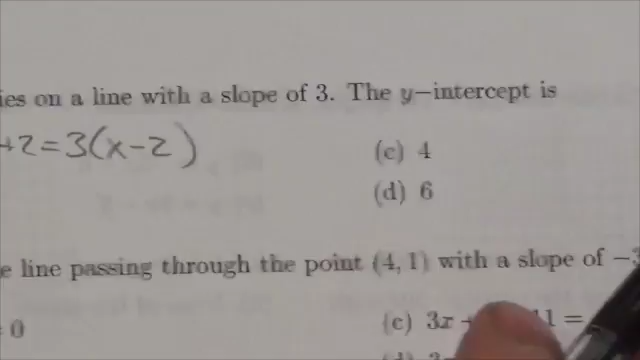 ies on a line with a slope of 3. The y-intercept is
+2=3(x-2)
(c) 4
(d) 6
e line passing through the point (4, 1) with a slope of -3
= 0
(c) 3x
11 =
(d)